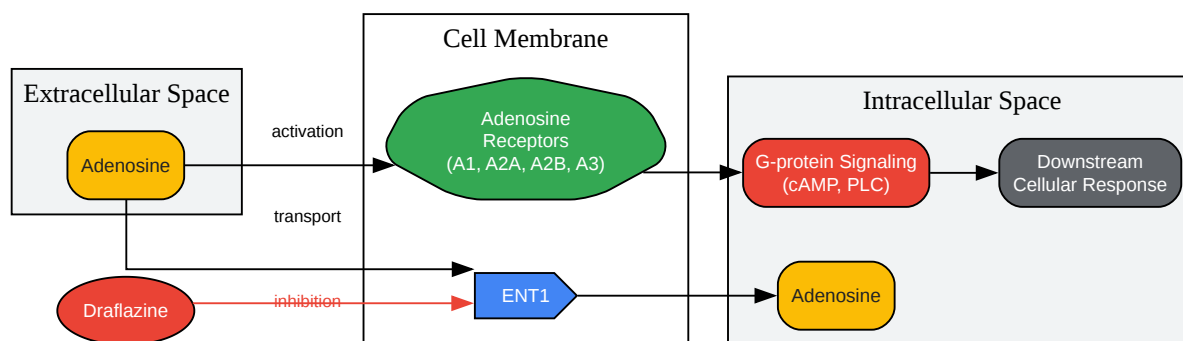 Cell Membrane
Extracellular Space
Intracellular Space
Adenosine
activation
Adenosine
Receptors
(A1, A2A, A2B, A3)
G-protein Signaling
(cAMP, PLC)
Downstream
Cellular Response
transport
Draflazine
inhibition
ENT1
Adenosine